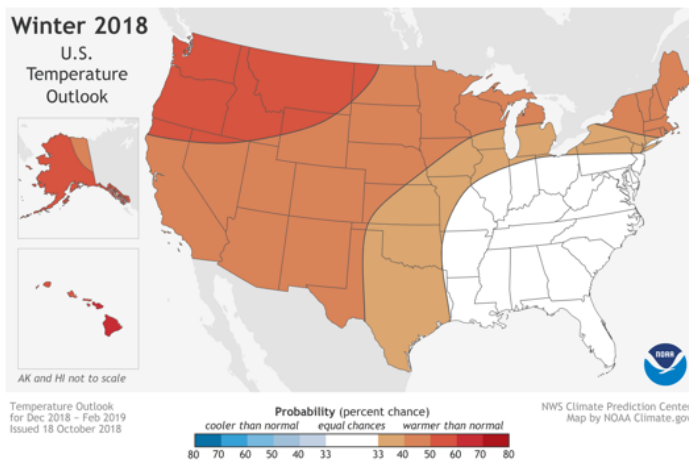 Winter 2018
U.S.
Temperature
Outlook
AK and HI not to scale
NOAA
Temperature Outlook
for Dec 2018 – Feb 2019
Issued 18 October 2018
NWS Climate Prediction Center
Map by NOAA Climate.gov
Probability (percent chance)
cooler than normal equal chances warmer than normal
80 70 60 50 40 33 33 40 50 60 70 80